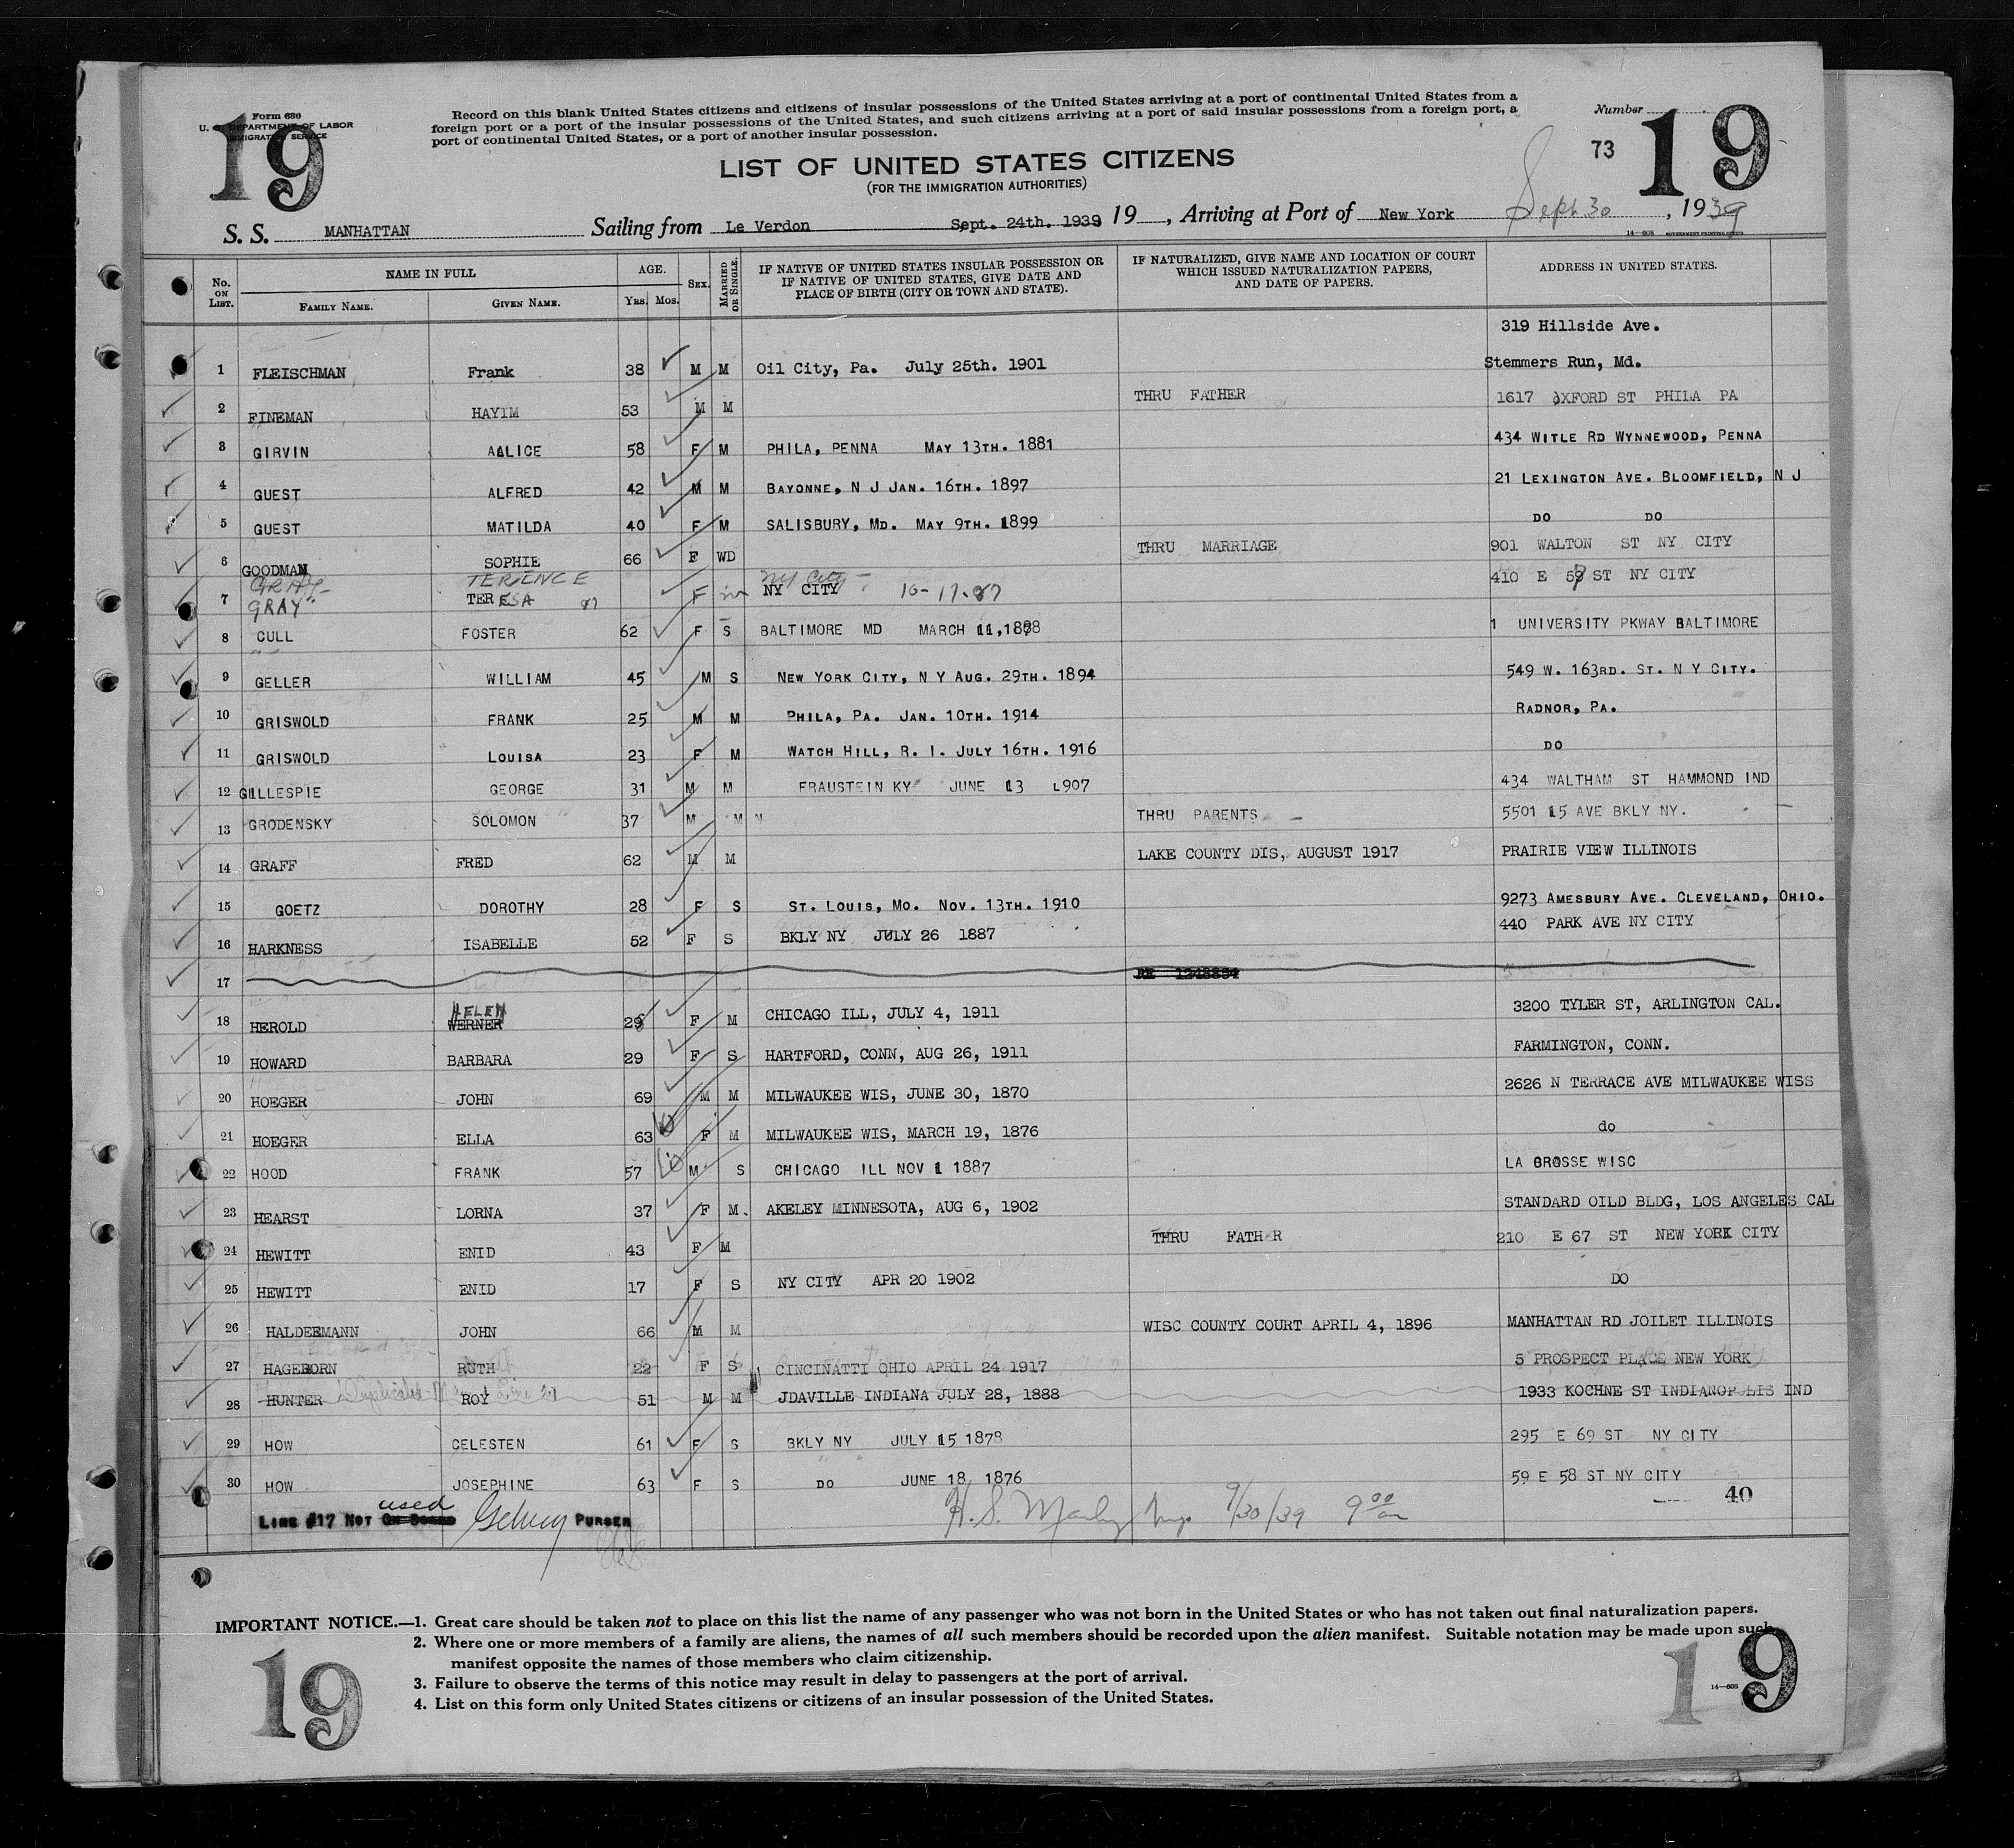 19
Form 630
U. S. DEPARTMENT OF LABOR
IMMIGRATION SERVICE
Record on this blank United States citizens and citizens of insular possessions of the United States arriving at a port of continental United States from a
foreign port or a port of the insular possessions of the United States, and such citizens arriving at a port of said insular possessions from a foreign port, a
port of continental United States, or a port of another insular possession.
Number
73
19
LIST OF UNITED STATES CITIZENS
(FOR THE IMMIGRATION AUTHORITIES)
S. S. MANHATTAN Sailing from Le Verdon Sept. 24th. 1939 19 , Arriving at Port of New York Sept 30 , 1939
14—608 GOVERNMENT PRINTING OFFICE
No. ON LIST. NAME IN FULL FAMILY NAME. GIVEN NAME. AGE. YRS. MOS. SEX. MARRIED OR SINGLE. IF NATIVE OF UNITED STATES INSULAR POSSESSION OR IF NATIVE OF UNITED STATES, GIVE DATE AND PLACE OF BIRTH (CITY OR TOWN AND STATE). IF NATURALIZED, GIVE NAME AND LOCATION OF COURT WHICH ISSUED NATURALIZATION PAPERS, AND DATE OF PAPERS. ADDRESS IN UNITED STATES.
319 Hillside Ave.
1 FLEISCHMAN Frank 38 M M Oil City, Pa. July 25th. 1901 Stemmers Run, Md.
2 FINEMAN HAYIM 53 M M THRU FATHER 1617 OXFORD ST PHILA PA
3 GIRVIN AALICE 58 F M PHILA, PENNA MAY 13TH. 1881 434 WITLE RD WYNNEWOOD, PENNA
4 GUEST ALFRED 42 M M BAYONNE, N J JAN. 16TH. 1897 21 LEXINGTON AVE. BLOOMFIELD, N J
5 GUEST MATILDA 40 F M SALISBURY, MD. MAY 9TH. 1899 DO DO
6 GOODMAN SOPHIE 66 F WD THRU MARRIAGE 901 WALTON ST NY CITY
GRAY TERENCE NY City
7 GRAY TERESA F NY CITY 10-17- 410 E 59 ST NY CITY
8 CULL FOSTER 62 F S BALTIMORE MD MARCH 11, 1 UNIVERSITY PKWAY BALTIMORE
9 GELLER WILLIAM 45 M S NEW YORK CITY, N Y AUG. 29TH. 1894 549 W. 163RD. ST. N Y CITY.
10 GRISWOLD FRANK 25 M M PHILA, PA. JAN. 10TH. 1914 RADNOR, PA.
11 GRISWOLD LOUISA 23 F M WATCH HILL, R. I. JULY 16TH. 1916 DO
12 GILLESPIE GEORGE 31 M M FRAUSTEIN KY JUNE 13 1907 434 WALTHAM ST HAMMOND IND
13 GRODENSKY SOLOMON 37 M M N THRU PARENTS 5501 15 AVE BKLY NY.
14 GRAFF FRED 62 M M LAKE COUNTY DIS, AUGUST 1917 PRAIRIE VIEW ILLINOIS
15 GOETZ DOROTHY 28 F S ST. LOUIS, MO. NOV. 13TH. 1910 9273 AMESBURY AVE. CLEVELAND, OHIO.
16 HARKNESS ISABELLE 52 F S BKLY NY JULY 26 1887 440 PARK AVE NY CITY
17
18 HEROLD HELEN WERNER F M CHICAGO ILL, JULY 4, 1911 3200 TYLER ST, ARLINGTON CAL.
19 HOWARD BARBARA 29 F S HARTFORD, CONN, AUG 26, 1911 FARMINGTON, CONN.
20 HOEGER JOHN 69 M M MILWAUKEE WIS, JUNE 30, 1870 2626 N TERRACE AVE MILWAUKEE WISS
21 HOEGER ELLA 63 F M MILWAUKEE WIS, MARCH 19, 1876 do
22 HOOD FRANK 57 M S CHICAGO ILL NOV 1 1887 LA CROSSE WISC
23 HEARST LORNA 37 F M. AKELEY MINNESOTA, AUG 6, 1902 STANDARD OILD BLDG, LOS ANGELES CAL
24 HEWITT ENID 43 F M THRU FATHER 210 E 67 ST NEW YORK CITY
25 HEWITT ENID 17 F S NY CITY APR 20 1902 DO
26 HALDERMANN JOHN 66 M M WISC COUNTY COURT APRIL 4, 1896 MANHATTAN RD JOILET ILLINOIS
27 HAGEBORN RUTH 22 F S CINCINATTI OHIO APRIL 24 1917 5 PROSPECT PLACE NEW YORK
28 HUNTER Duplicate ROY 51 M M JDAVILLE INDIANA JULY 28, 1888 1933 KOCHNE ST INDIANOPOLIS IND
29 HOW CELESTEN 61 F S BKLY NY JULY 15 1878 295 E 69 ST NY CITY
30 HOW JOSEPHINE 63 F S DO JUNE 18 1876 59 E 58 ST NY CITY
40
used
LINE #17 NOT ON BOARD PURSER H. S. 9/30/39 9 00
IMPORTANT NOTICE.—1. Great care should be taken not to place on this list the name of any passenger who was not born in the United States or who has not taken out final naturalization papers.
2. Where one or more members of a family are aliens, the names of all such members should be recorded upon the alien manifest. Suitable notation may be made upon such
manifest opposite the names of those members who claim citizenship.
3. Failure to observe the terms of this notice may result in delay to passengers at the port of arrival.
4. List on this form only United States citizens or citizens of an insular possession of the United States.
14—608
19
19